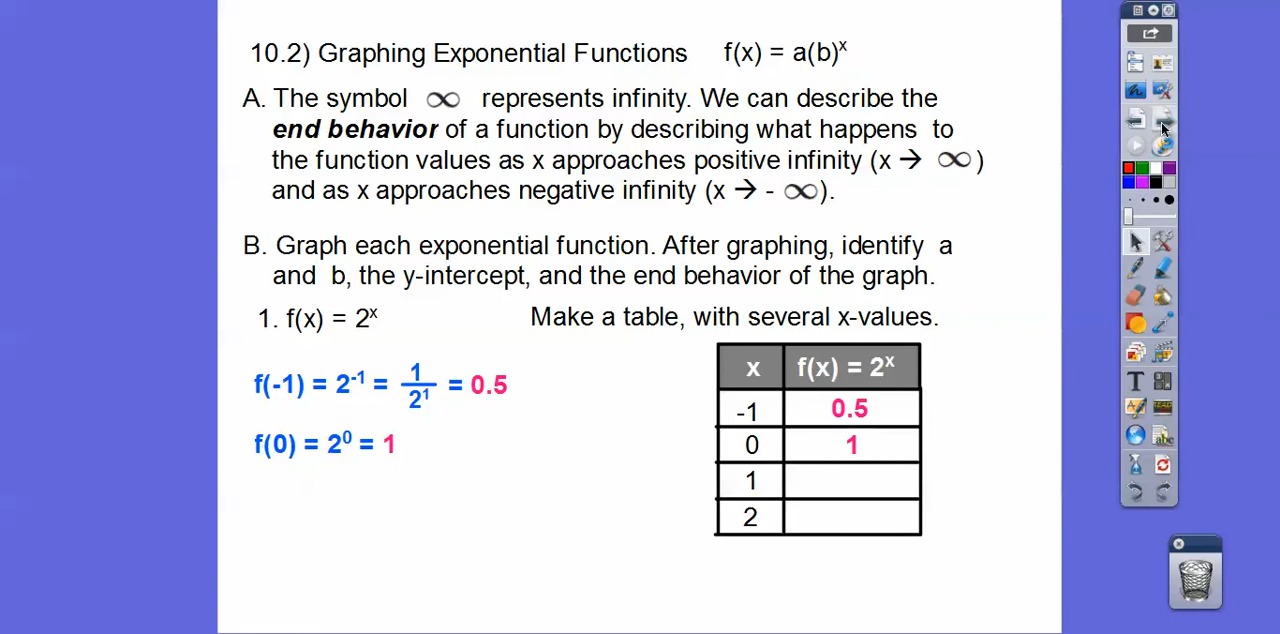 10.2) Graphing Exponential Functions f(x) = a(b)ˣ
A. The symbol ∞ represents infinity. We can describe the
end behavior of a function by describing what happens to
the function values as x approaches positive infinity (x → ∞)
and as x approaches negative infinity (x → - ∞).
B. Graph each exponential function. After graphing, identify a
and b, the y-intercept, and the end behavior of the graph.
1. f(x) = 2ˣ Make a table, with several x-values.
x f(x) = 2ˣ
f(-1) = 2⁻¹ = 1/2¹ = 0.5
-1 0.5
f(0) = 2⁰ = 1
0 1
1
2